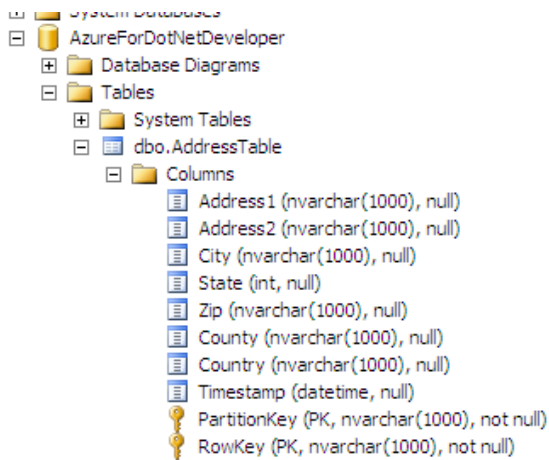 System Databases
AzureForDotNetDeveloper
Database Diagrams
Tables
System Tables
dbo.AddressTable
Columns
Address1 (nvarchar(1000), null)
Address2 (nvarchar(1000), null)
City (nvarchar(1000), null)
State (int, null)
Zip (nvarchar(1000), null)
County (nvarchar(1000), null)
Country (nvarchar(1000), null)
Timestamp (datetime, null)
PartitionKey (PK, nvarchar(1000), not null)
RowKey (PK, nvarchar(1000), not null)